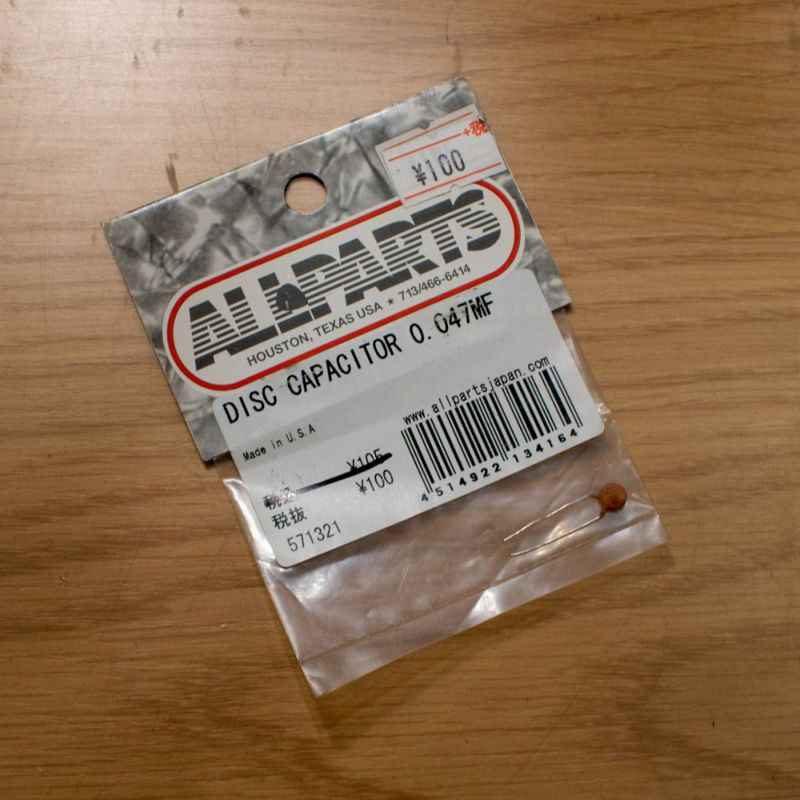 +税
¥100
ALLPARTS
HOUSTON, TEXAS USA ★ 713/466-6414
DISC CAPACITOR 0.047MF
Made in U.S.A
www.allpartsjapan.com
税込 ¥105
税抜 ¥100
4 514922 134164
571321